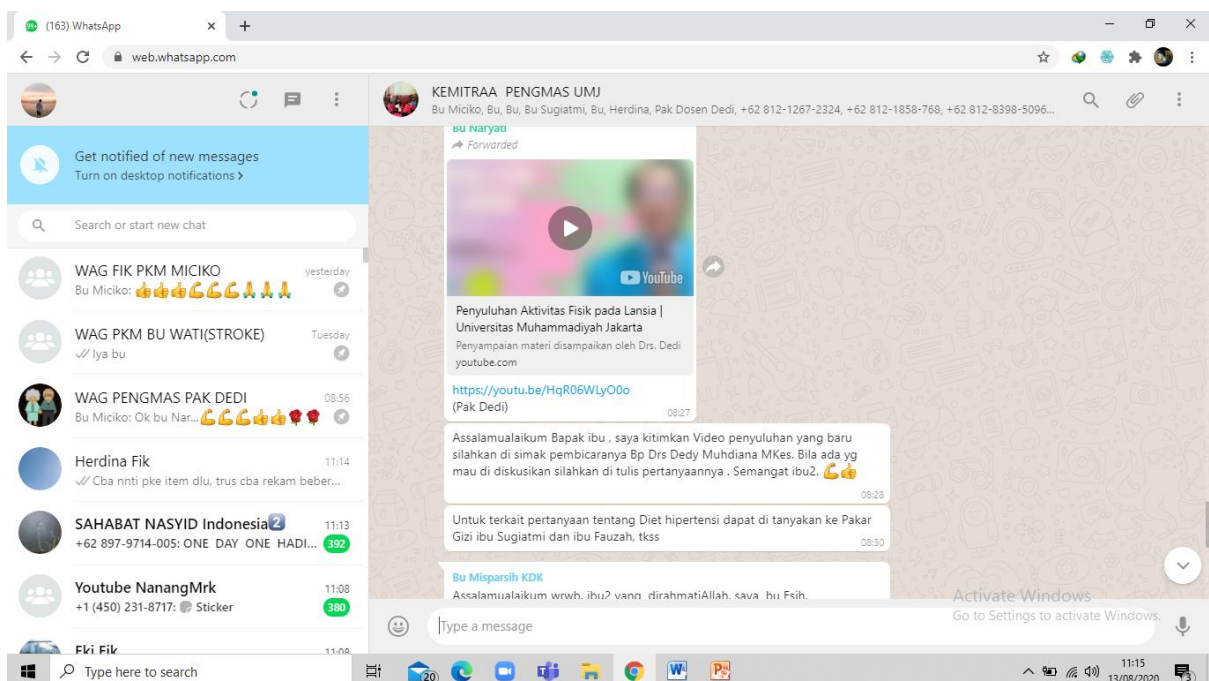 (163) WhatsApp
web.whatsapp.com
KEMITRAA PENGMAS UMJ
Bu Miciko, Bu, Bu, Bu Sugiatmi, Bu, Herdina, Pak Dosen Dedi, +62 812-1267-2324, +62 812-1858-768, +62 812-8398-5096...
Get notified of new messages
Turn on desktop notifications >
Search or start new chat
WAG FIK PKM MICIKO
yesterday
Bu Miciko: 👍👍👍💪💪💪🙏🙏🙏
WAG PKM BU WATI(STROKE)
Tuesday
Iya bu
WAG PENGMAS PAK DEDI
08:56
Bu Miciko: Ok bu Nar...💪💪💪👍👍🌹🌹
Herdina Fik
11:14
Cba nnti pke item dlu, trus cba rekam beber...
SAHABAT NASYID Indonesia2️⃣
11:13
+62 897-9714-005: ONE DAY ONE HADI...
392
Youtube NanangMrk
11:08
+1 (450) 231-8717: Sticker
380
Eki Fik
11:08
Bu Naryati
Forwarded
YouTube
Penyuluhan Aktivitas Fisik pada Lansia |
Universitas Muhammadiyah Jakarta
Penyampaian materi disampaikan oleh Drs. Dedi
youtube.com
https://youtu.be/HqR06WLyO0o
(Pak Dedi)
08:27
Assalamualaikum Bapak ibu , saya kitimkan Video penyuluhan yang baru
silahkan di simak pembicaranya Bp Drs Dedy Muhdiana MKes. Bila ada yg
mau di diskusikan silahkan di tulis pertanyaannya . Semangat ibu2. 💪👍
08:28
Untuk terkait pertanyaan tentang Diet hipertensi dapat di tanyakan ke Pakar
Gizi ibu Sugiatmi dan ibu Fauzah, tkss
08:30
Bu Misparsih KDK
Assalamualaikum wrwb, ibu2 yang dirahmatiAllah, saya bu Esih,
Type a message
Activate Windows
Go to Settings to activate Windows.
Type here to search
20
11:15
13/08/2020
3